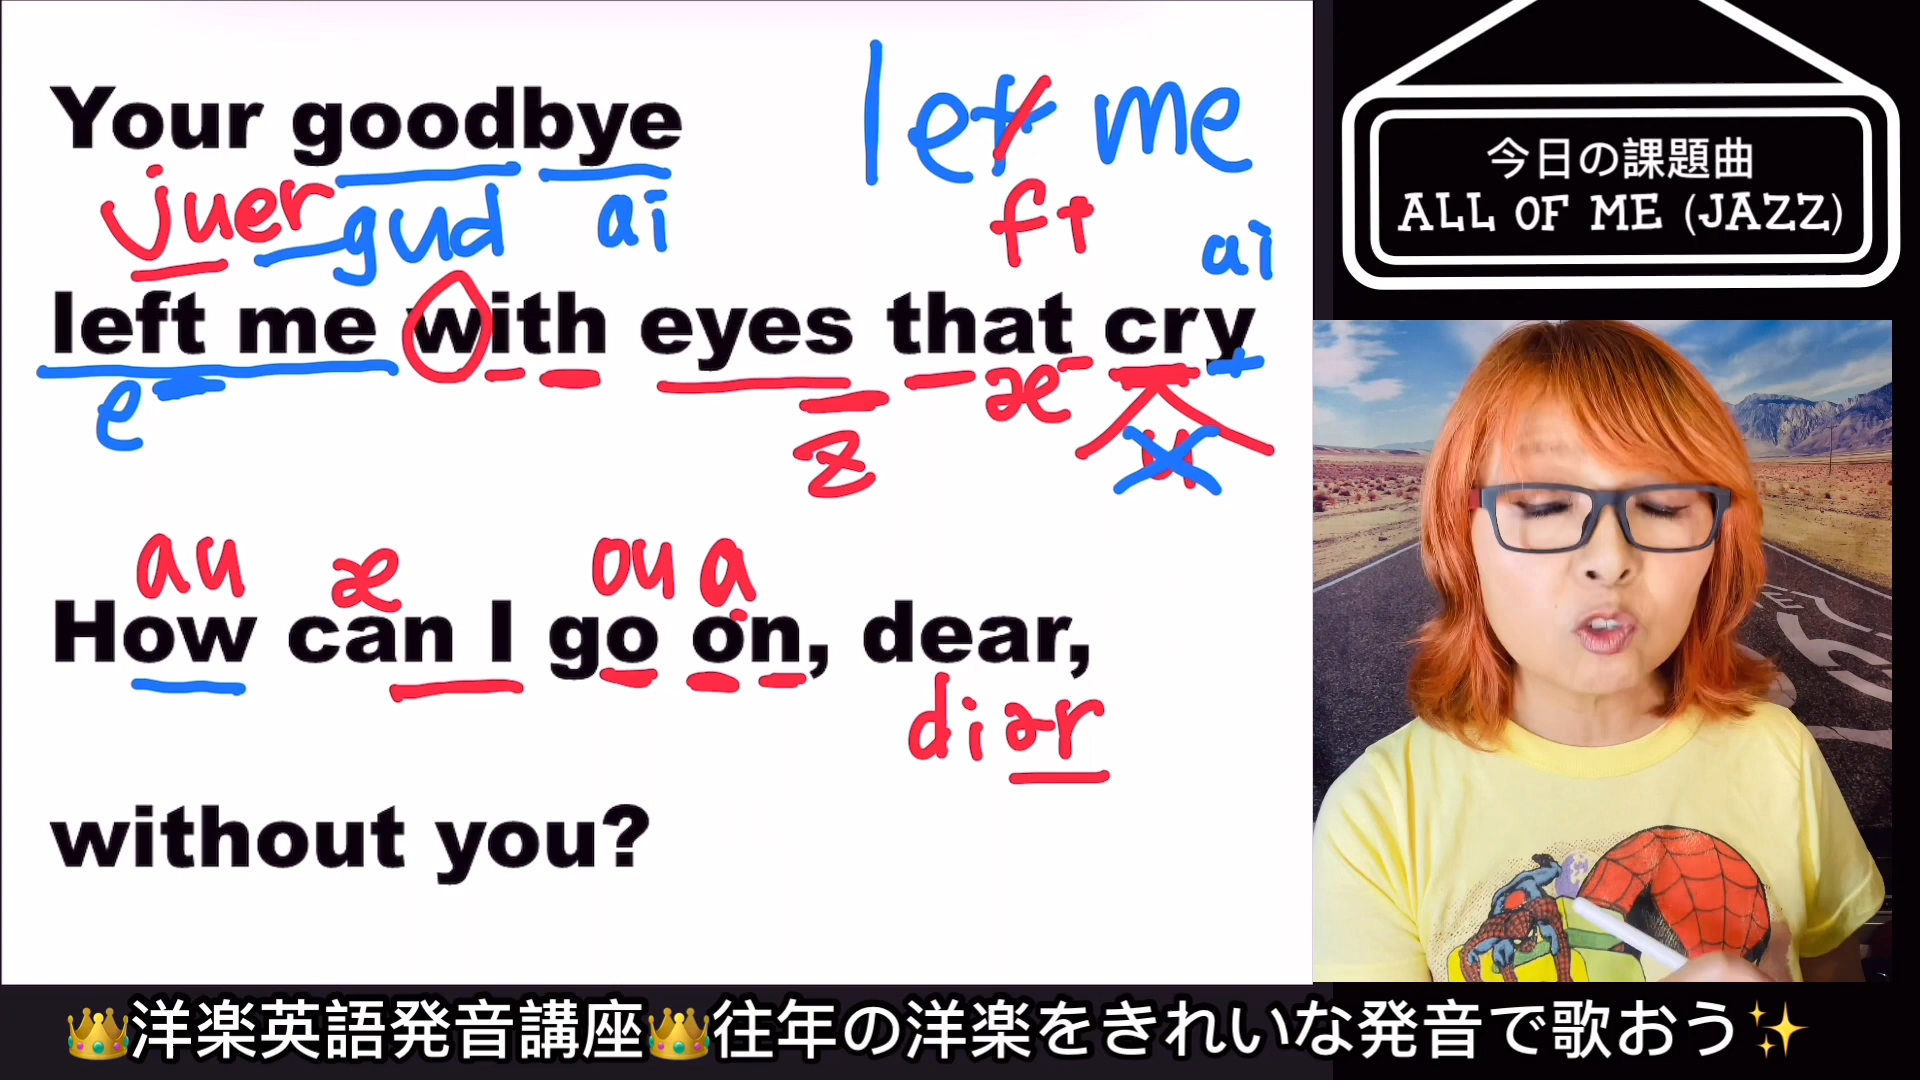 Your goodbye
left me
juer gud ai
ft
ai
left me with eyes that cry
e
æ
z
au æ ou a
How can I go on, dear,
diər
without you?
今日の課題曲
ALL OF ME (JAZZ)
👑洋楽英語発音講座👑往年の洋楽をきれいな発音で歌おう✨